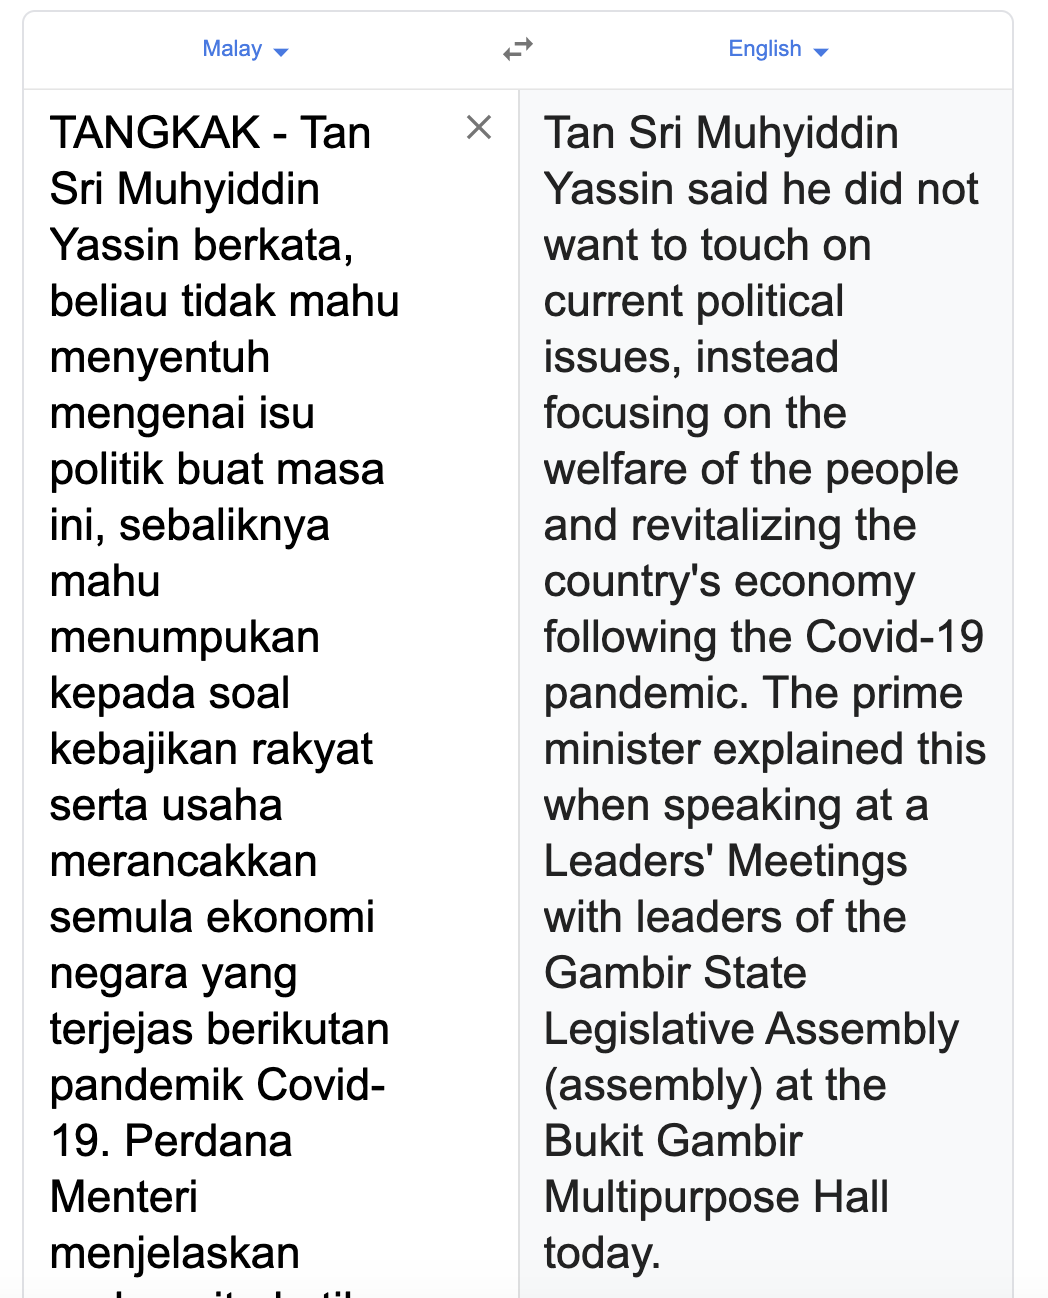 Malay
English
TANGKAK - Tan
Sri Muhyiddin
Yassin berkata,
beliau tidak mahu
menyentuh
mengenai isu
politik buat masa
ini, sebaliknya
mahu
menumpukan
kepada soal
kebajikan rakyat
serta usaha
merancakkan
semula ekonomi
negara yang
terjejas berikutan
pandemik Covid-
19. Perdana
Menteri
menjelaskan
Tan Sri Muhyiddin
Yassin said he did not
want to touch on
current political
issues, instead
focusing on the
welfare of the people
and revitalizing the
country's economy
following the Covid-19
pandemic. The prime
minister explained this
when speaking at a
Leaders' Meetings
with leaders of the
Gambir State
Legislative Assembly
(assembly) at the
Bukit Gambir
Multipurpose Hall
today.